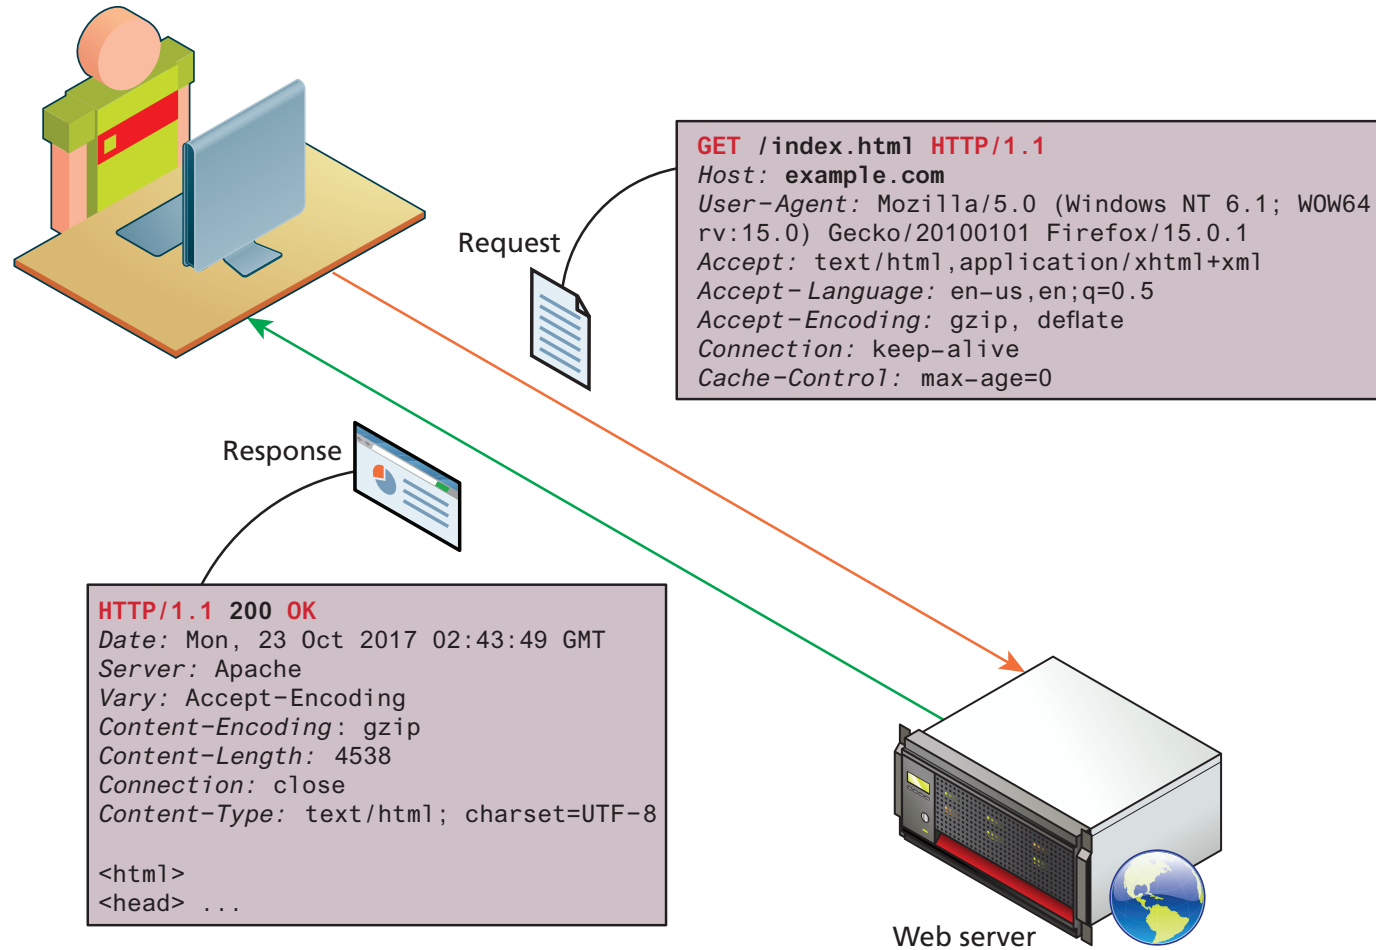 Request
GET /index.html HTTP/1.1
Host: example.com
User-Agent: Mozilla/5.0 (Windows NT 6.1; WOW64
rv:15.0) Gecko/20100101 Firefox/15.0.1
Accept: text/html,application/xhtml+xml
Accept-Language: en-us,en;q=0.5
Accept-Encoding: gzip, deflate
Connection: keep-alive
Cache-Control: max-age=0
Response
HTTP/1.1 200 OK
Date: Mon, 23 Oct 2017 02:43:49 GMT
Server: Apache
Vary: Accept-Encoding
Content-Encoding: gzip
Content-Length: 4538
Connection: close
Content-Type: text/html; charset=UTF-8
<html>
<head> ...
Web server